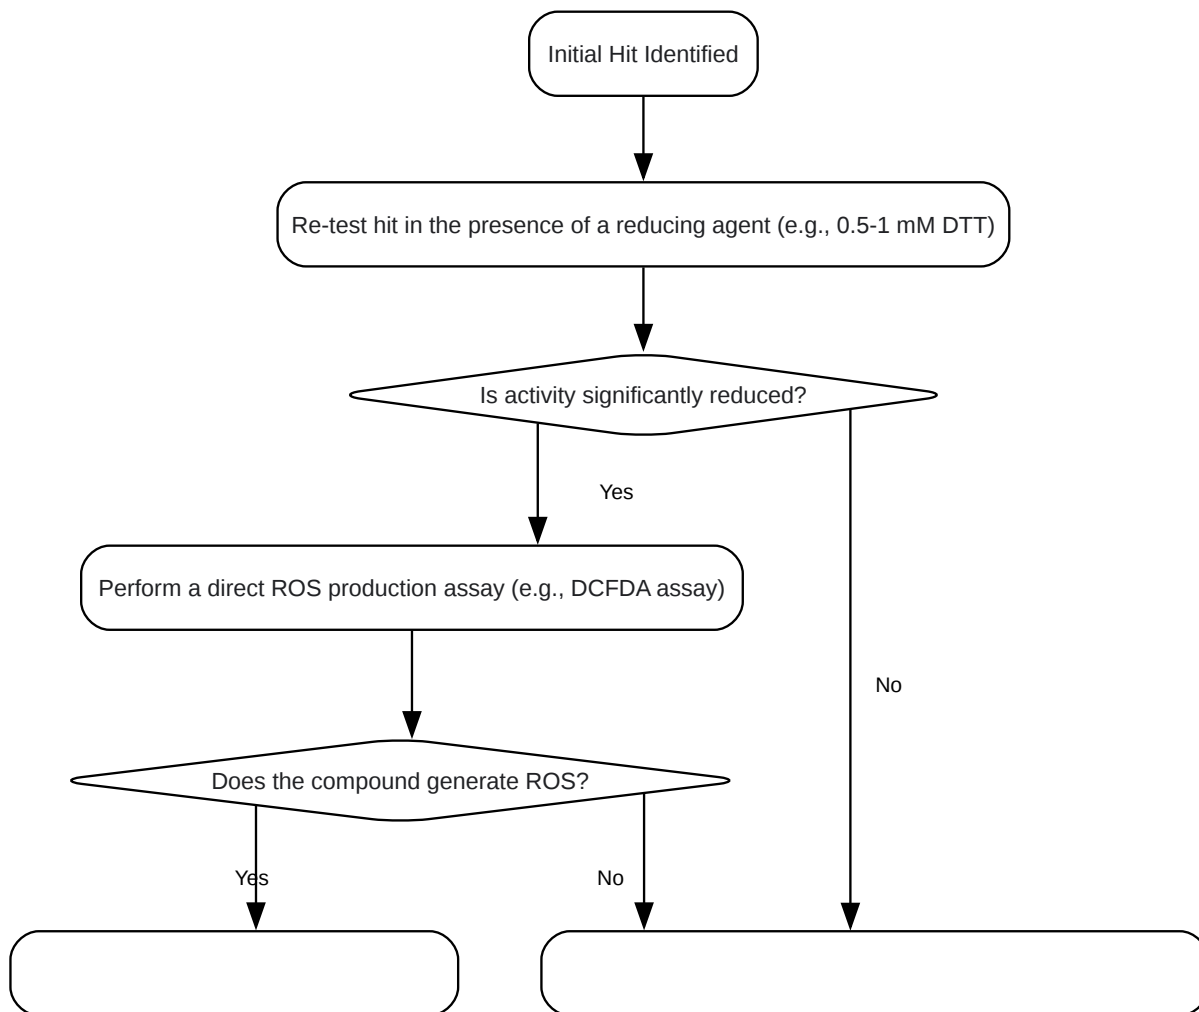 Initial Hit Identified
Re-test hit in the presence of a reducing agent (e.g., 0.5-1 mM DTT)
Is activity significantly reduced?
Yes
Perform a direct ROS production assay (e.g., DCFDA assay)
No
Does the compound generate ROS?
Yes
No